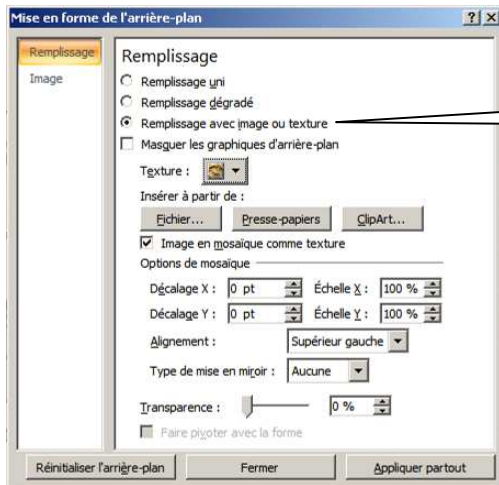 Mise en forme de l'arrière-plan
Remplissage
Image
Remplissage
Remplissage uni
Remplissage dégradé
Remplissage avec image ou texture
Masquer les graphiques d'arrière-plan
Texture :
Insérer à partir de :
Fichier... Presse-papiers ClipArt...
Image en mosaïque comme texture
Options de mosaïque
Décalage X : 0 pt Échelle X : 100 %
Décalage Y : 0 pt Échelle Y : 100 %
Alignement : Supérieur gauche
Type de mise en miroir : Aucune
Transparence : 0 %
Faire pivoter avec la forme
Réinitialiser l'arrière-plan Fermer Appliquer partout